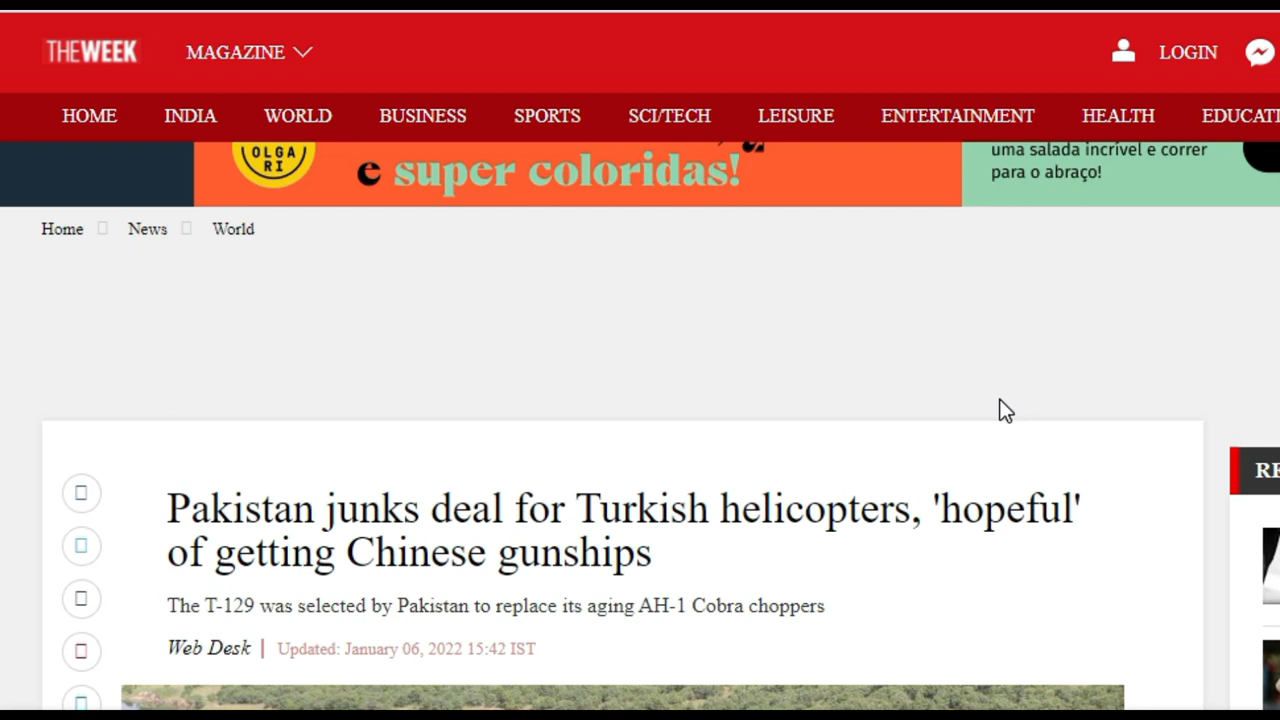 THEWEEK
MAGAZINE
LOGIN
HOME INDIA WORLD BUSINESS SPORTS SCI/TECH LEISURE ENTERTAINMENT HEALTH EDUCATI
OLGA
RI
e super coloridas!
uma salada incrível e correr
para o abraço!
Home News World
Pakistan junks deal for Turkish helicopters, 'hopeful'
of getting Chinese gunships
The T-129 was selected by Pakistan to replace its aging AH-1 Cobra choppers
Web Desk | Updated: January 06, 2022 15:42 IST
RE